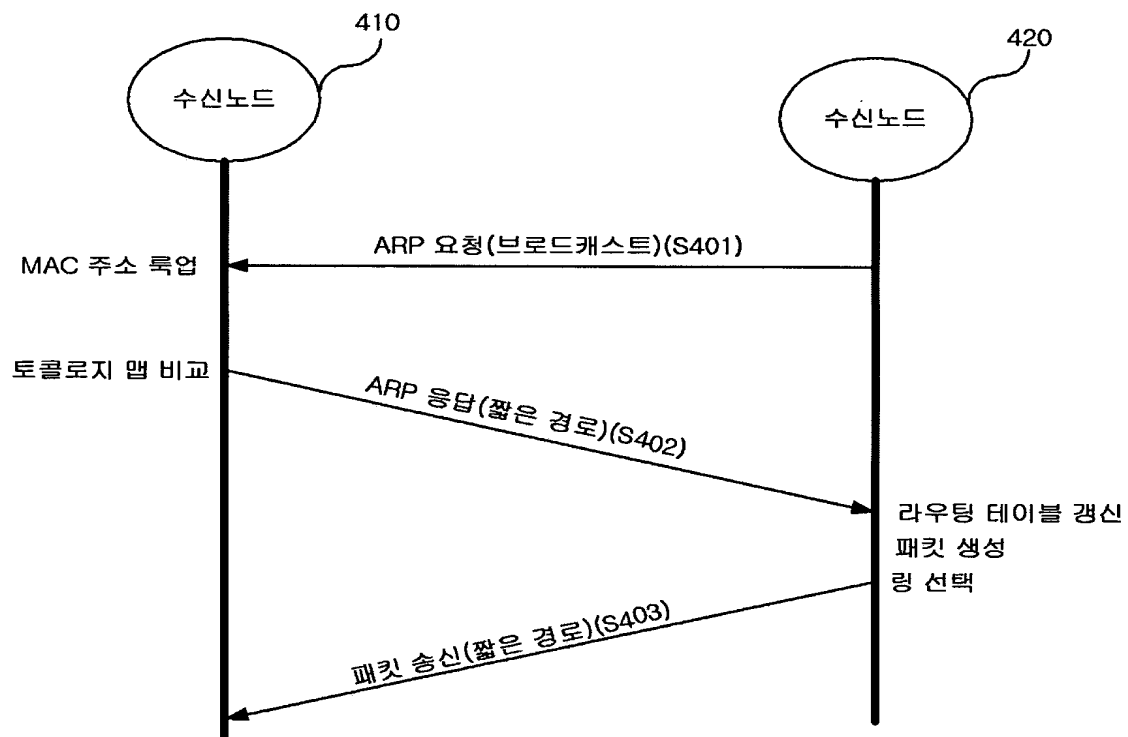 410
420
수신노드
수신노드
ARP 요청(브로드캐스트)(S401)
MAC 주소 룩업
토콜로지 맵 비교
ARP 응답(짧은 경로)(S402)
라우팅 테이블 갱신
패킷 생성
링 선택
패킷 송신(짧은 경로)(S403)